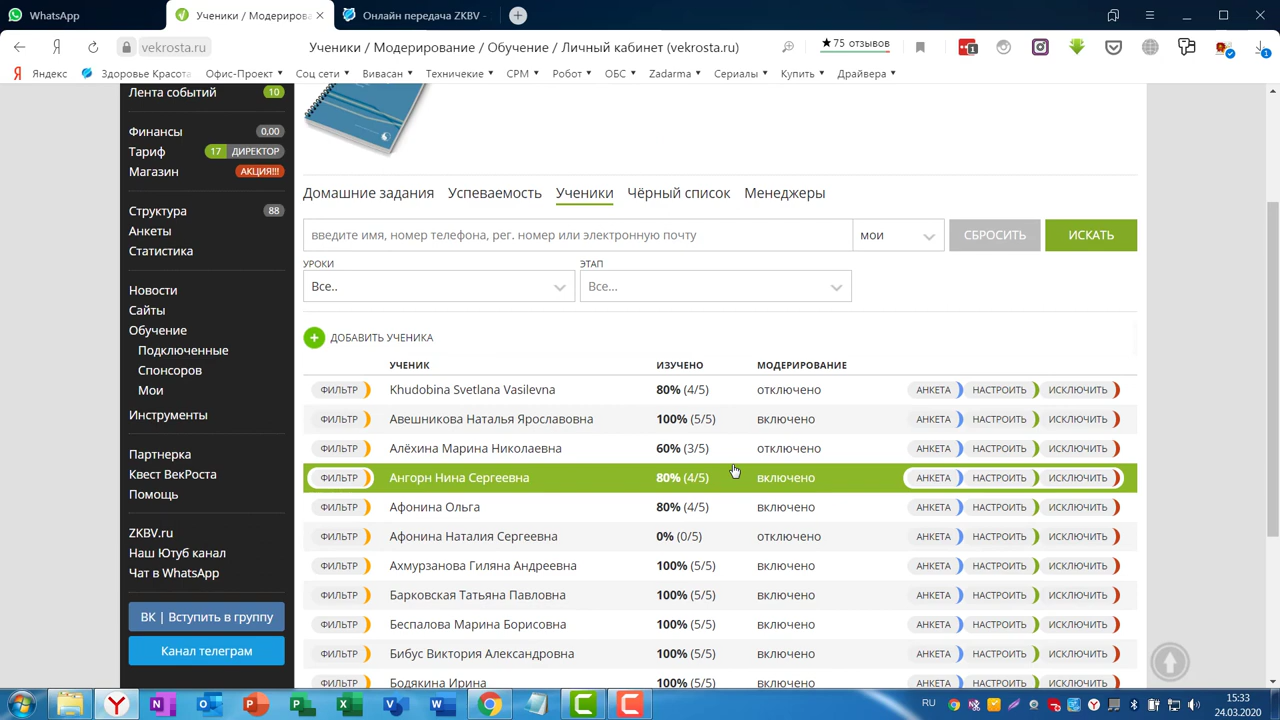 WhatsApp
Ученики / Модерирова
Онлайн передача ZKBV -
vekrosta.ru
Ученики / Модерирование / Обучение / Личный кабинет (vekrosta.ru)
★75 отзывов
Яндекс
Здоровье Красота
Офис-Проект
Соц сети
Вивасан
Техничекие
СРМ
Робот
ОБС
Zadarma
Сериалы
Купить
Драйвера
Лента событий 10
Финансы 0,00
Тариф 17 ДИРЕКТОР
Магазин АКЦИЯ!!!
Структура 88
Анкеты
Статистика
Новости
Сайты
Обучение
Подключенные
Спонсоров
Мои
Инструменты
Партнерка
Квест ВекРоста
Помощь
ZKBV.ru
Наш Ютуб канал
Чат в WhatsApp
ВК | Вступить в группу
Канал телеграм
Домашние задания Успеваемость Ученики Чёрный список Менеджеры
введите имя, номер телефона, рег. номер или электронную почту мои СБРОСИТЬ ИСКАТЬ
УРОКИ ЭТАП
Все.. Все...
ДОБАВИТЬ УЧЕНИКА
УЧЕНИК ИЗУЧЕНО МОДЕРИРОВАНИЕ
ФИЛЬТР Khudobina Svetlana Vasilevna 80% (4/5) отключено АНКЕТА НАСТРОИТЬ ИСКЛЮЧИТЬ
ФИЛЬТР Авешникова Наталья Ярославовна 100% (5/5) включено АНКЕТА НАСТРОИТЬ ИСКЛЮЧИТЬ
ФИЛЬТР Алёхина Марина Николаевна 60% (3/5) отключено АНКЕТА НАСТРОИТЬ ИСКЛЮЧИТЬ
ФИЛЬТР Ангорн Нина Сергеевна 80% (4/5) включено АНКЕТА НАСТРОИТЬ ИСКЛЮЧИТЬ
ФИЛЬТР Афонина Ольга 80% (4/5) включено АНКЕТА НАСТРОИТЬ ИСКЛЮЧИТЬ
ФИЛЬТР Афонина Наталия Сергеевна 0% (0/5) отключено АНКЕТА НАСТРОИТЬ ИСКЛЮЧИТЬ
ФИЛЬТР Ахмурзанова Гиляна Андреевна 100% (5/5) включено АНКЕТА НАСТРОИТЬ ИСКЛЮЧИТЬ
ФИЛЬТР Барковская Татьяна Павловна 100% (5/5) включено АНКЕТА НАСТРОИТЬ ИСКЛЮЧИТЬ
ФИЛЬТР Беспалова Марина Борисовна 100% (5/5) включено АНКЕТА НАСТРОИТЬ ИСКЛЮЧИТЬ
ФИЛЬТР Бибус Виктория Александровна 100% (5/5) включено АНКЕТА НАСТРОИТЬ ИСКЛЮЧИТЬ
ФИЛЬТР Бодякина Ирина 100% (5/5) включено АНКЕТА НАСТРОИТЬ ИСКЛЮЧИТЬ
RU
15:33
24.03.2020